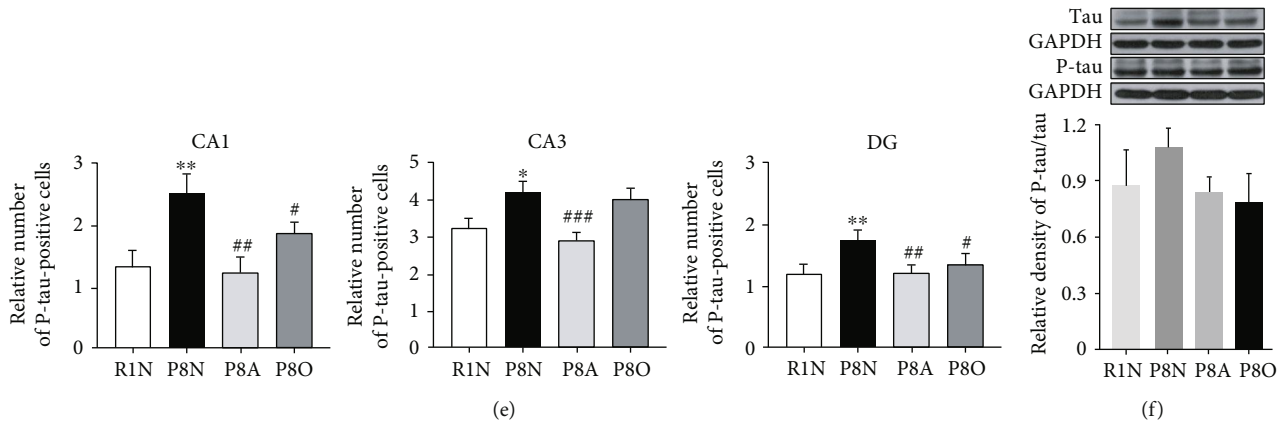 CA1
Relative number
of P-tau-positive cells
3
2
1
0
**
##
#
R1N P8N P8A P8O
CA3
Relative number
of P-tau-positive cells
5
4
3
2
1
0
*
###
R1N P8N P8A P8O
DG
Relative number
of P-tau-positive cells
3
2
1
0
**
##
#
R1N P8N P8A P8O
(e)
Tau
GAPDH
P-tau
GAPDH
Relative density of P-tau/tau
1.2
0.9
0.6
0.3
0
R1N P8N P8A P8O
(f)